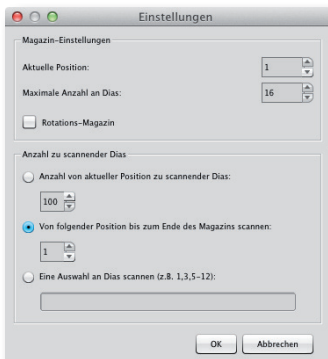 Einstellungen
Magazin-Einstellungen
Aktuelle Position: 1
Maximale Anzahl an Dias: 16
Rotations-Magazin
Anzahl zu scannender Dias
Anzahl von aktueller Position zu scannender Dias:
100
Von folgender Position bis zum Ende des Magazins scannen:
1
Eine Auswahl an Dias scannen (z.B. 1,3,5-12):
OK Abbrechen